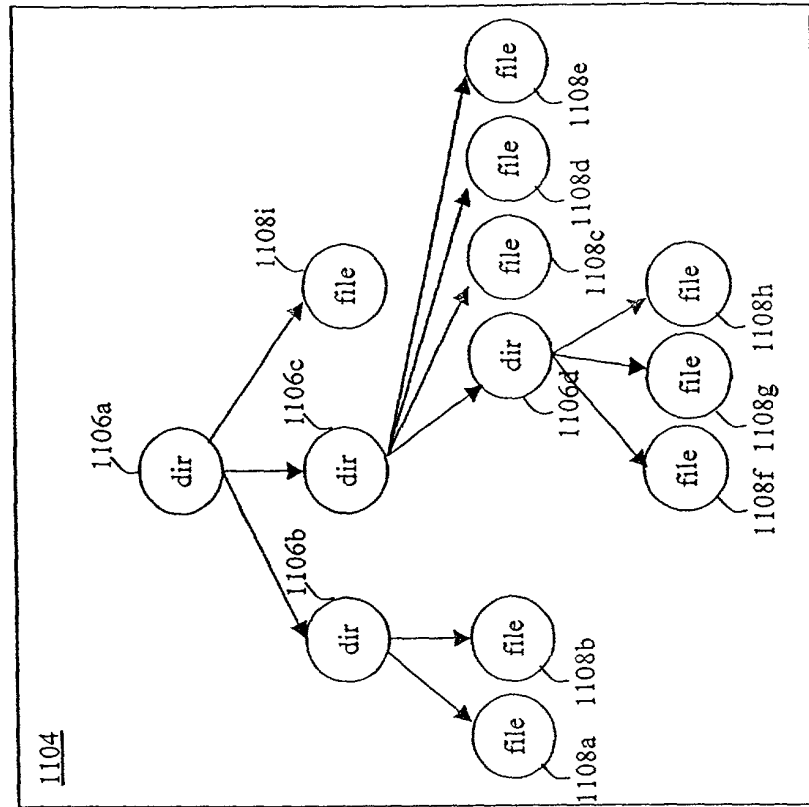 1104
1106a
dir
1106b
1106c
1108i
dir
dir
file
file
file
dir
file
file
file
1108a
1108b
1106d
1108c
1108d
1108e
file
file
file
1108f
1108g
1108h